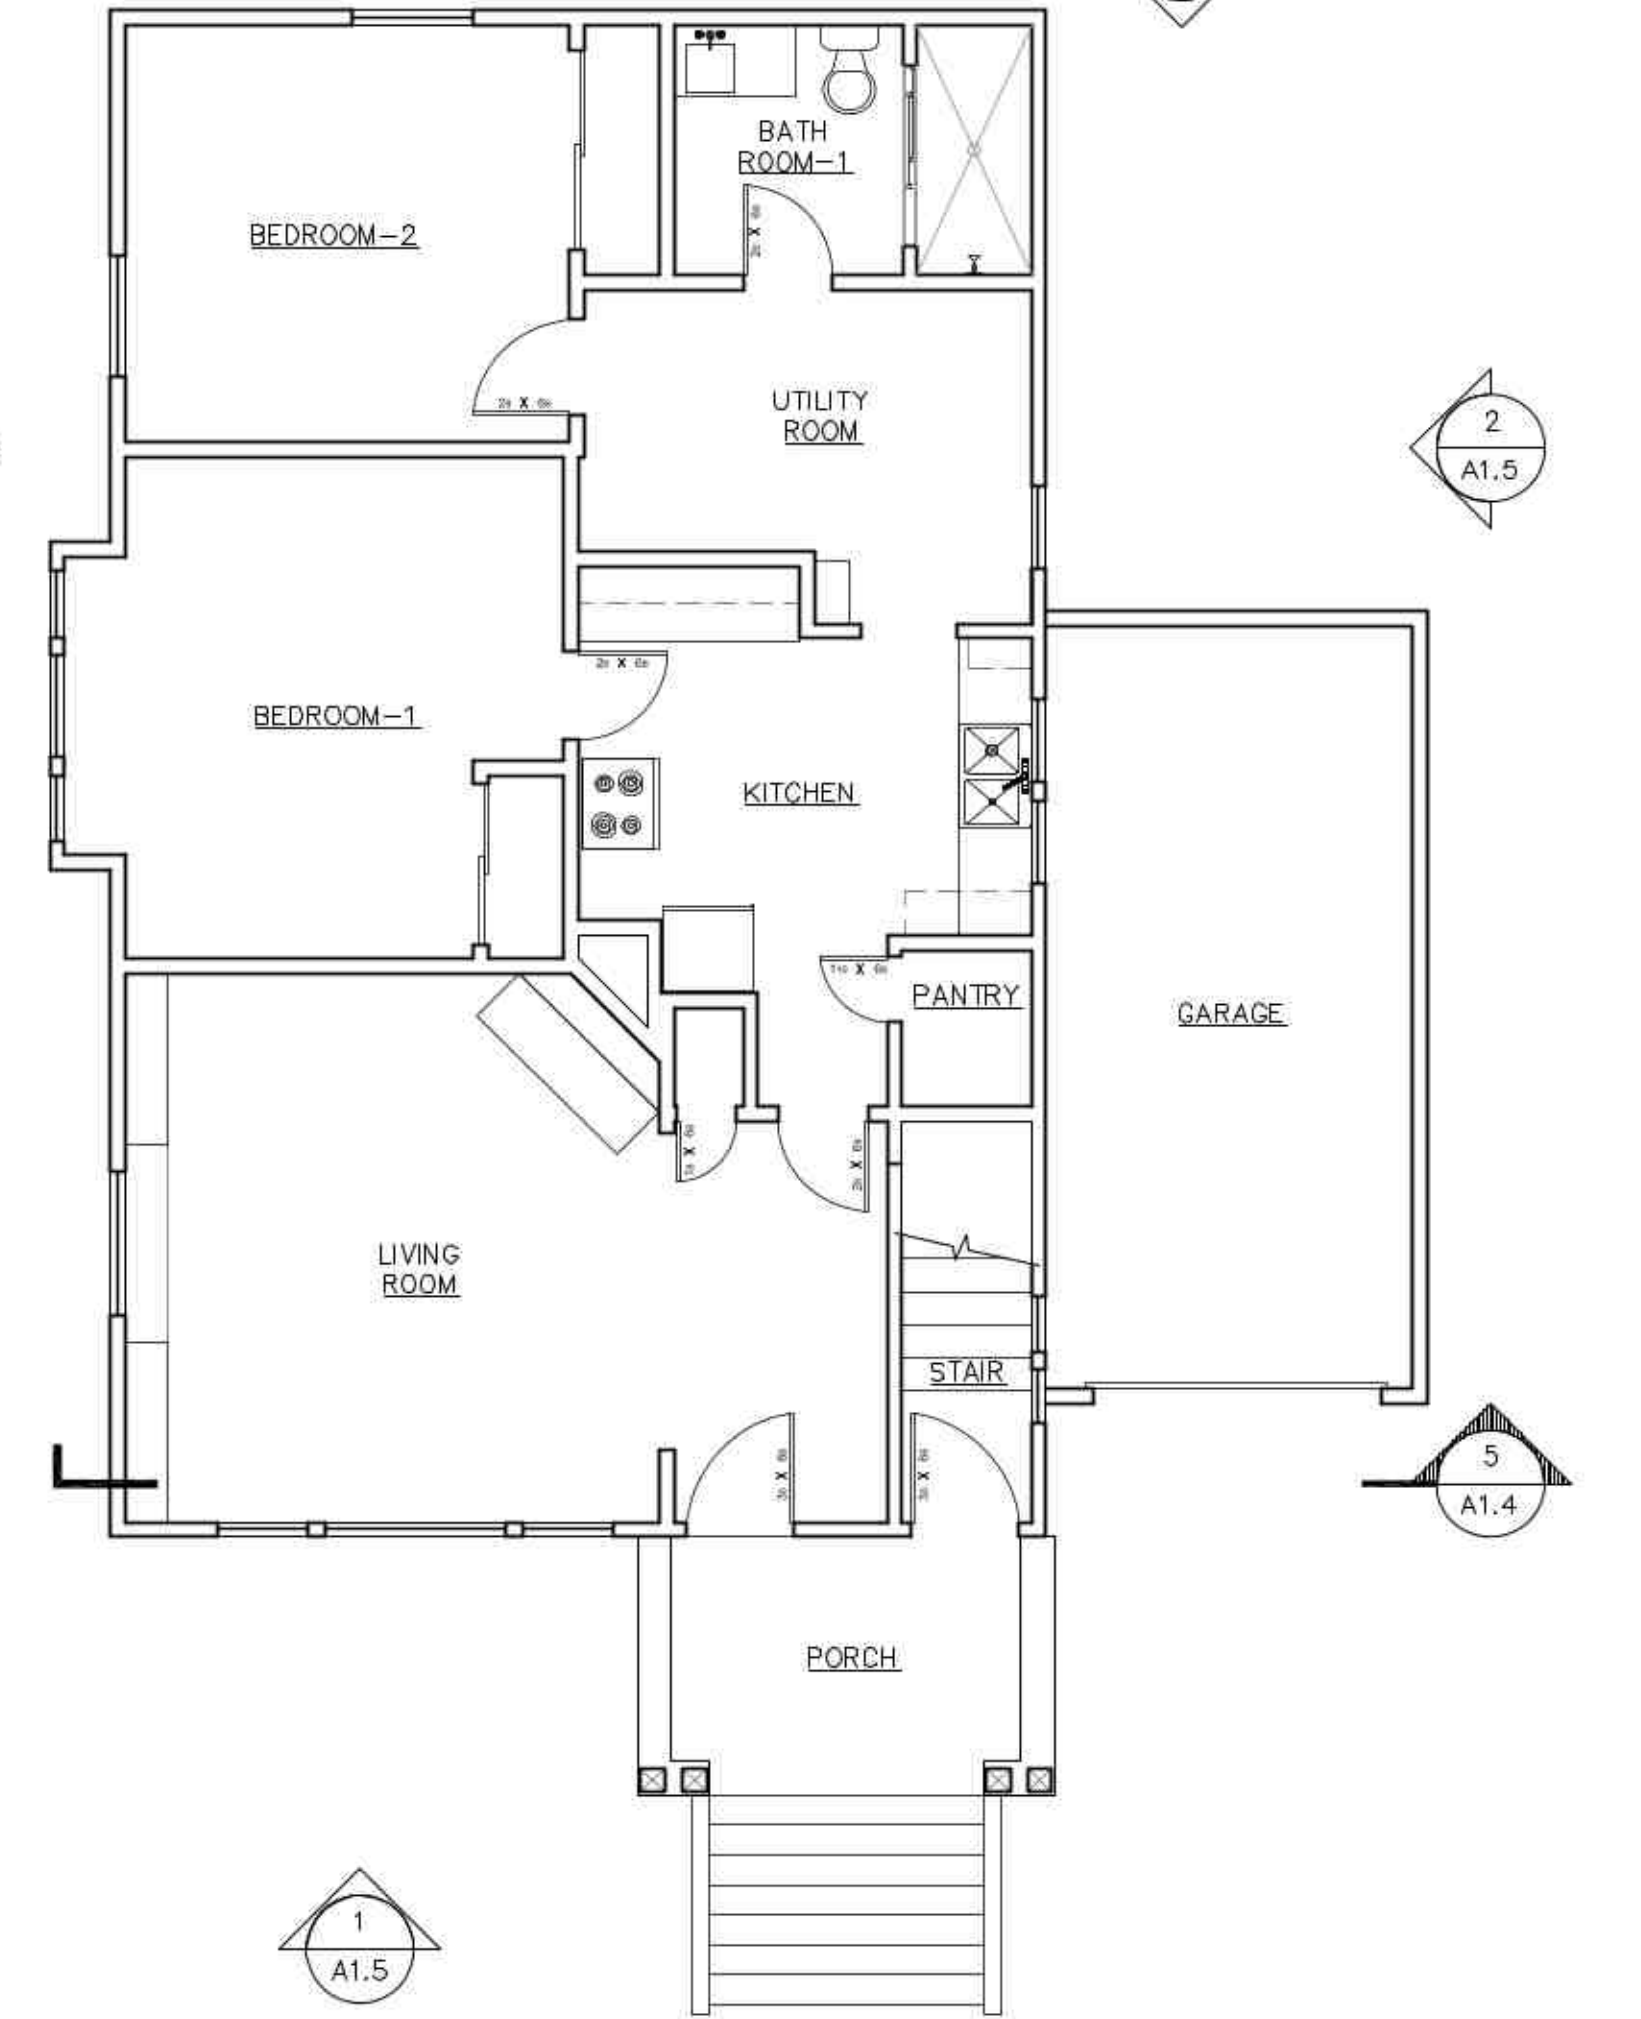 BATH
ROOM-1
BEDROOM-2
UTILITY
ROOM
2
A1.5
BEDROOM-1
KITCHEN
PANTRY
GARAGE
LIVING
ROOM
STAIR
5
A1.4
PORCH
1
A1.5